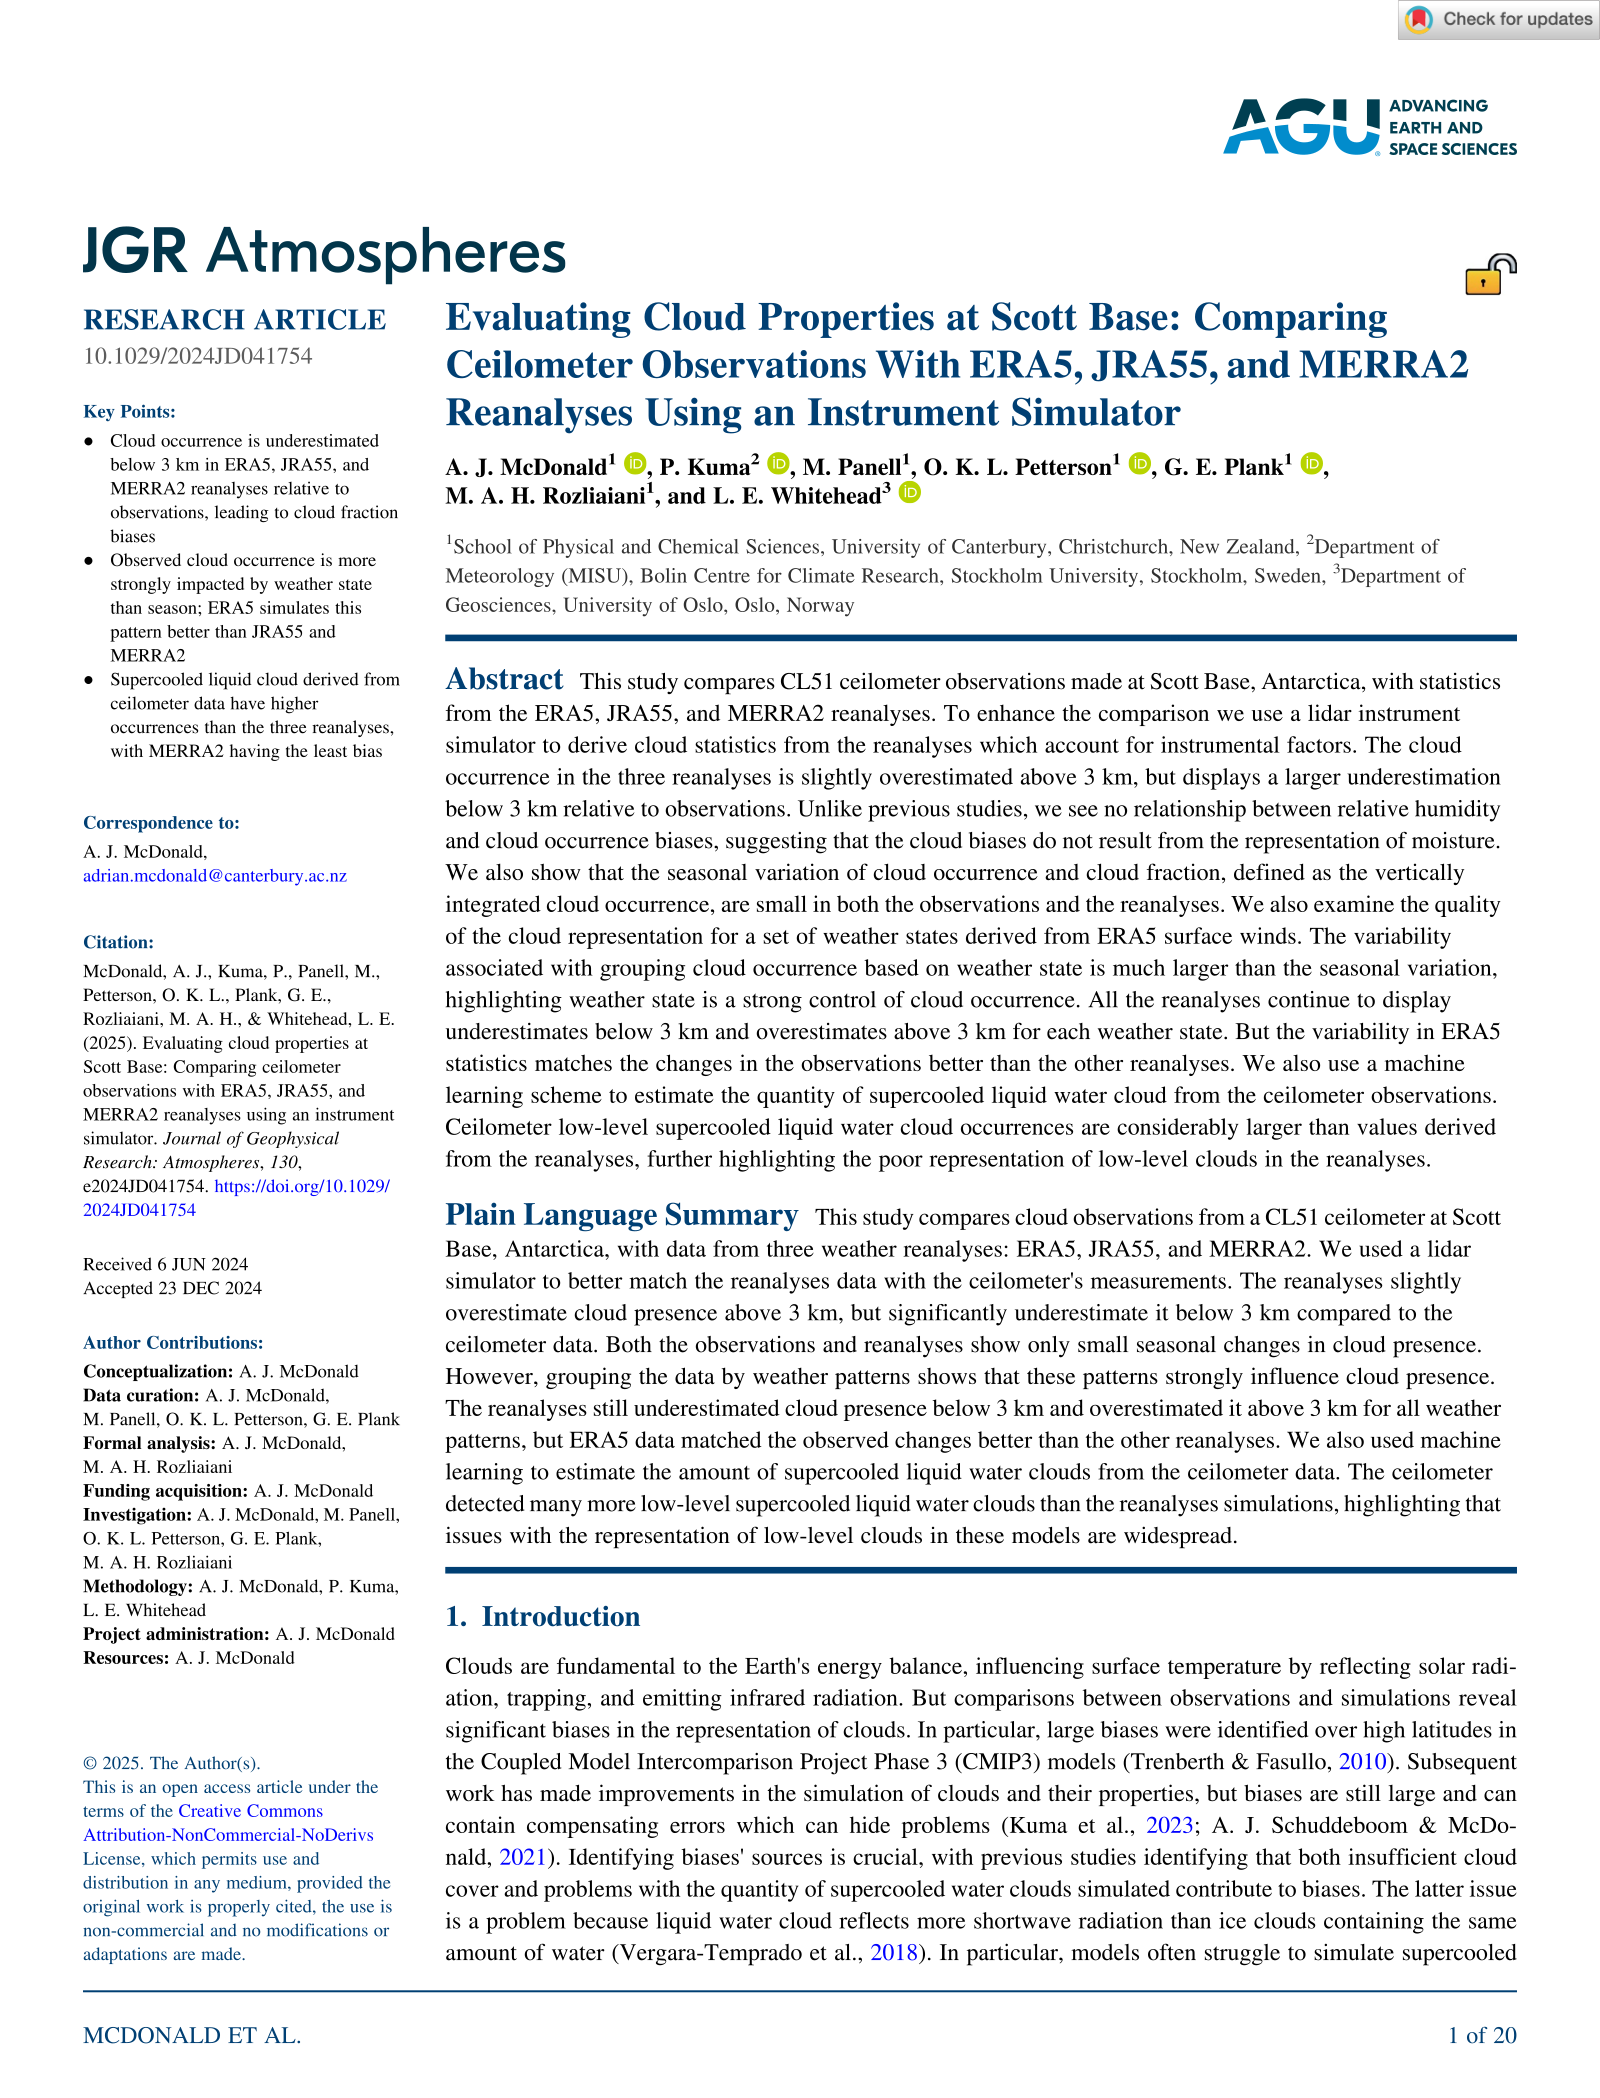 Check for updates
AGU ADVANCING
EARTH AND
SPACE SCIENCES
JGR Atmospheres
RESEARCH ARTICLE
10.1029/2024JD041754
Key Points:
● Cloud occurrence is underestimated
below 3 km in ERA5, JRA55, and
MERRA2 reanalyses relative to
observations, leading to cloud fraction
biases
● Observed cloud occurrence is more
strongly impacted by weather state
than season; ERA5 simulates this
pattern better than JRA55 and
MERRA2
● Supercooled liquid cloud derived from
ceilometer data have higher
occurrences than the three reanalyses,
with MERRA2 having the least bias
Correspondence to:
A. J. McDonald,
adrian.mcdonald@canterbury.ac.nz
Citation:
McDonald, A. J., Kuma, P., Panell, M.,
Petterson, O. K. L., Plank, G. E.,
Rozliaiani, M. A. H., & Whitehead, L. E.
(2025). Evaluating cloud properties at
Scott Base: Comparing ceilometer
observations with ERA5, JRA55, and
MERRA2 reanalyses using an instrument
simulator. Journal of Geophysical
Research: Atmospheres, 130,
e2024JD041754. https://doi.org/10.1029/
2024JD041754
Received 6 JUN 2024
Accepted 23 DEC 2024
Author Contributions:
Conceptualization: A. J. McDonald
Data curation: A. J. McDonald,
M. Panell, O. K. L. Petterson, G. E. Plank
Formal analysis: A. J. McDonald,
M. A. H. Rozliaiani
Funding acquisition: A. J. McDonald
Investigation: A. J. McDonald, M. Panell,
O. K. L. Petterson, G. E. Plank,
M. A. H. Rozliaiani
Methodology: A. J. McDonald, P. Kuma,
L. E. Whitehead
Project administration: A. J. McDonald
Resources: A. J. McDonald
© 2025. The Author(s).
This is an open access article under the
terms of the Creative Commons
Attribution-NonCommercial-NoDerivs
License, which permits use and
distribution in any medium, provided the
original work is properly cited, the use is
non-commercial and no modifications or
adaptations are made.
Evaluating Cloud Properties at Scott Base: Comparing
Ceilometer Observations With ERA5, JRA55, and MERRA2
Reanalyses Using an Instrument Simulator
A. J. McDonald¹ iD, P. Kuma² iD, M. Panell¹, O. K. L. Petterson¹ iD, G. E. Plank¹ iD,
M. A. H. Rozliaiani¹, and L. E. Whitehead³ iD
¹School of Physical and Chemical Sciences, University of Canterbury, Christchurch, New Zealand, ²Department of
Meteorology (MISU), Bolin Centre for Climate Research, Stockholm University, Stockholm, Sweden, ³Department of
Geosciences, University of Oslo, Oslo, Norway
Abstract This study compares CL51 ceilometer observations made at Scott Base, Antarctica, with statistics
from the ERA5, JRA55, and MERRA2 reanalyses. To enhance the comparison we use a lidar instrument
simulator to derive cloud statistics from the reanalyses which account for instrumental factors. The cloud
occurrence in the three reanalyses is slightly overestimated above 3 km, but displays a larger underestimation
below 3 km relative to observations. Unlike previous studies, we see no relationship between relative humidity
and cloud occurrence biases, suggesting that the cloud biases do not result from the representation of moisture.
We also show that the seasonal variation of cloud occurrence and cloud fraction, defined as the vertically
integrated cloud occurrence, are small in both the observations and the reanalyses. We also examine the quality
of the cloud representation for a set of weather states derived from ERA5 surface winds. The variability
associated with grouping cloud occurrence based on weather state is much larger than the seasonal variation,
highlighting weather state is a strong control of cloud occurrence. All the reanalyses continue to display
underestimates below 3 km and overestimates above 3 km for each weather state. But the variability in ERA5
statistics matches the changes in the observations better than the other reanalyses. We also use a machine
learning scheme to estimate the quantity of supercooled liquid water cloud from the ceilometer observations.
Ceilometer low-level supercooled liquid water cloud occurrences are considerably larger than values derived
from the reanalyses, further highlighting the poor representation of low-level clouds in the reanalyses.
Plain Language Summary This study compares cloud observations from a CL51 ceilometer at Scott
Base, Antarctica, with data from three weather reanalyses: ERA5, JRA55, and MERRA2. We used a lidar
simulator to better match the reanalyses data with the ceilometer's measurements. The reanalyses slightly
overestimate cloud presence above 3 km, but significantly underestimate it below 3 km compared to the
ceilometer data. Both the observations and reanalyses show only small seasonal changes in cloud presence.
However, grouping the data by weather patterns shows that these patterns strongly influence cloud presence.
The reanalyses still underestimated cloud presence below 3 km and overestimated it above 3 km for all weather
patterns, but ERA5 data matched the observed changes better than the other reanalyses. We also used machine
learning to estimate the amount of supercooled liquid water clouds from the ceilometer data. The ceilometer
detected many more low-level supercooled liquid water clouds than the reanalyses simulations, highlighting that
issues with the representation of low-level clouds in these models are widespread.
1. Introduction
Clouds are fundamental to the Earth's energy balance, influencing surface temperature by reflecting solar radi-
ation, trapping, and emitting infrared radiation. But comparisons between observations and simulations reveal
significant biases in the representation of clouds. In particular, large biases were identified over high latitudes in
the Coupled Model Intercomparison Project Phase 3 (CMIP3) models (Trenberth & Fasullo, 2010). Subsequent
work has made improvements in the simulation of clouds and their properties, but biases are still large and can
contain compensating errors which can hide problems (Kuma et al., 2023; A. J. Schuddeboom & McDo-
nald, 2021). Identifying biases' sources is crucial, with previous studies identifying that both insufficient cloud
cover and problems with the quantity of supercooled water clouds simulated contribute to biases. The latter issue
is a problem because liquid water cloud reflects more shortwave radiation than ice clouds containing the same
amount of water (Vergara-Temprado et al., 2018). In particular, models often struggle to simulate supercooled
MCDONALD ET AL.
1 of 20